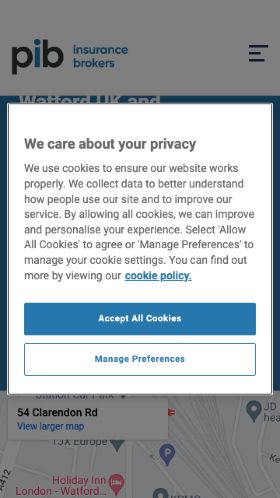 pib insurance
brokers
Watford UK and
We care about your privacy
We use cookies to ensure our website works
properly. We collect data to better understand
how people use our site and to improve our
service. By allowing all cookies, we can improve
and personalise your experience. Select 'Allow
All Cookies' to agree or 'Manage Preferences' to
manage your cookie settings. You can find out
more by viewing our cookie policy.
Accept All Cookies
Manage Preferences
Station Car Park
54 Clarendon Rd
View larger map
JD
hea
TJX Europe
P
A412
Holiday Inn
London - Watford...
KPMG